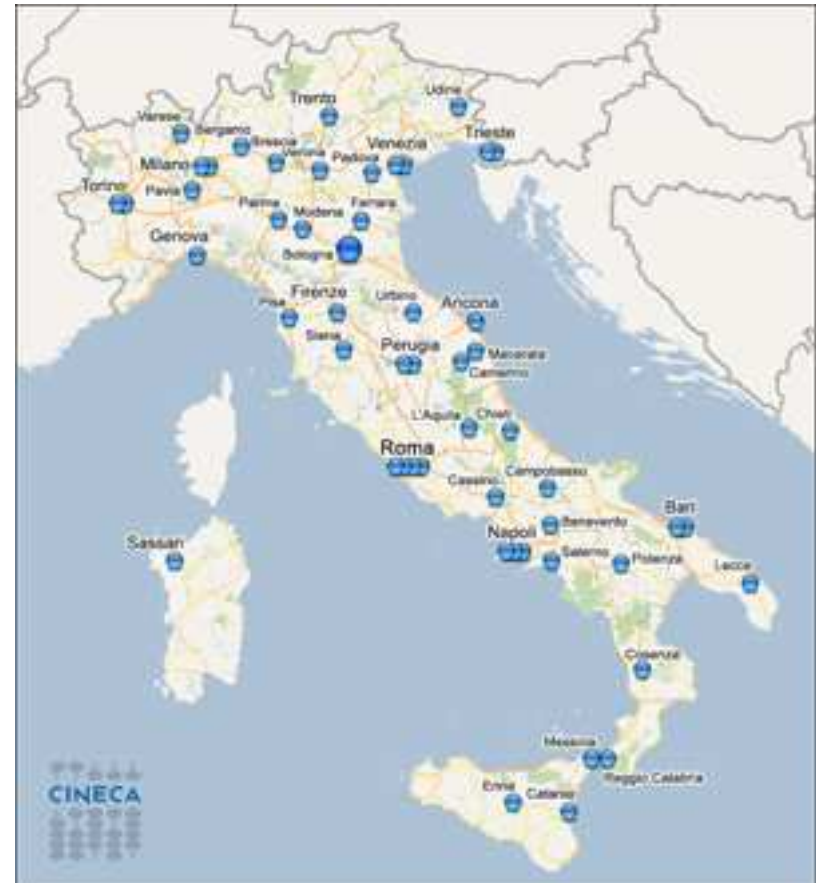 Trento
Udine
Varese
Bergamo
Brescia
Verona
Padova
Venezia
Trieste
Milano
Torino
Pavia
Parma
Modena
Ferrara
Genova
Bologna
Pisa
Firenze
Urbino
Ancona
Siena
Perugia
Macerata
Camerino
L'Aquila
Chieti
Roma
Cassino
Campobasso
Sassari
Napoli
Benevento
Bari
Salerno
Potenza
Lecce
Cosenza
Messina
Reggio Calabria
CINECA
Enna
Catania